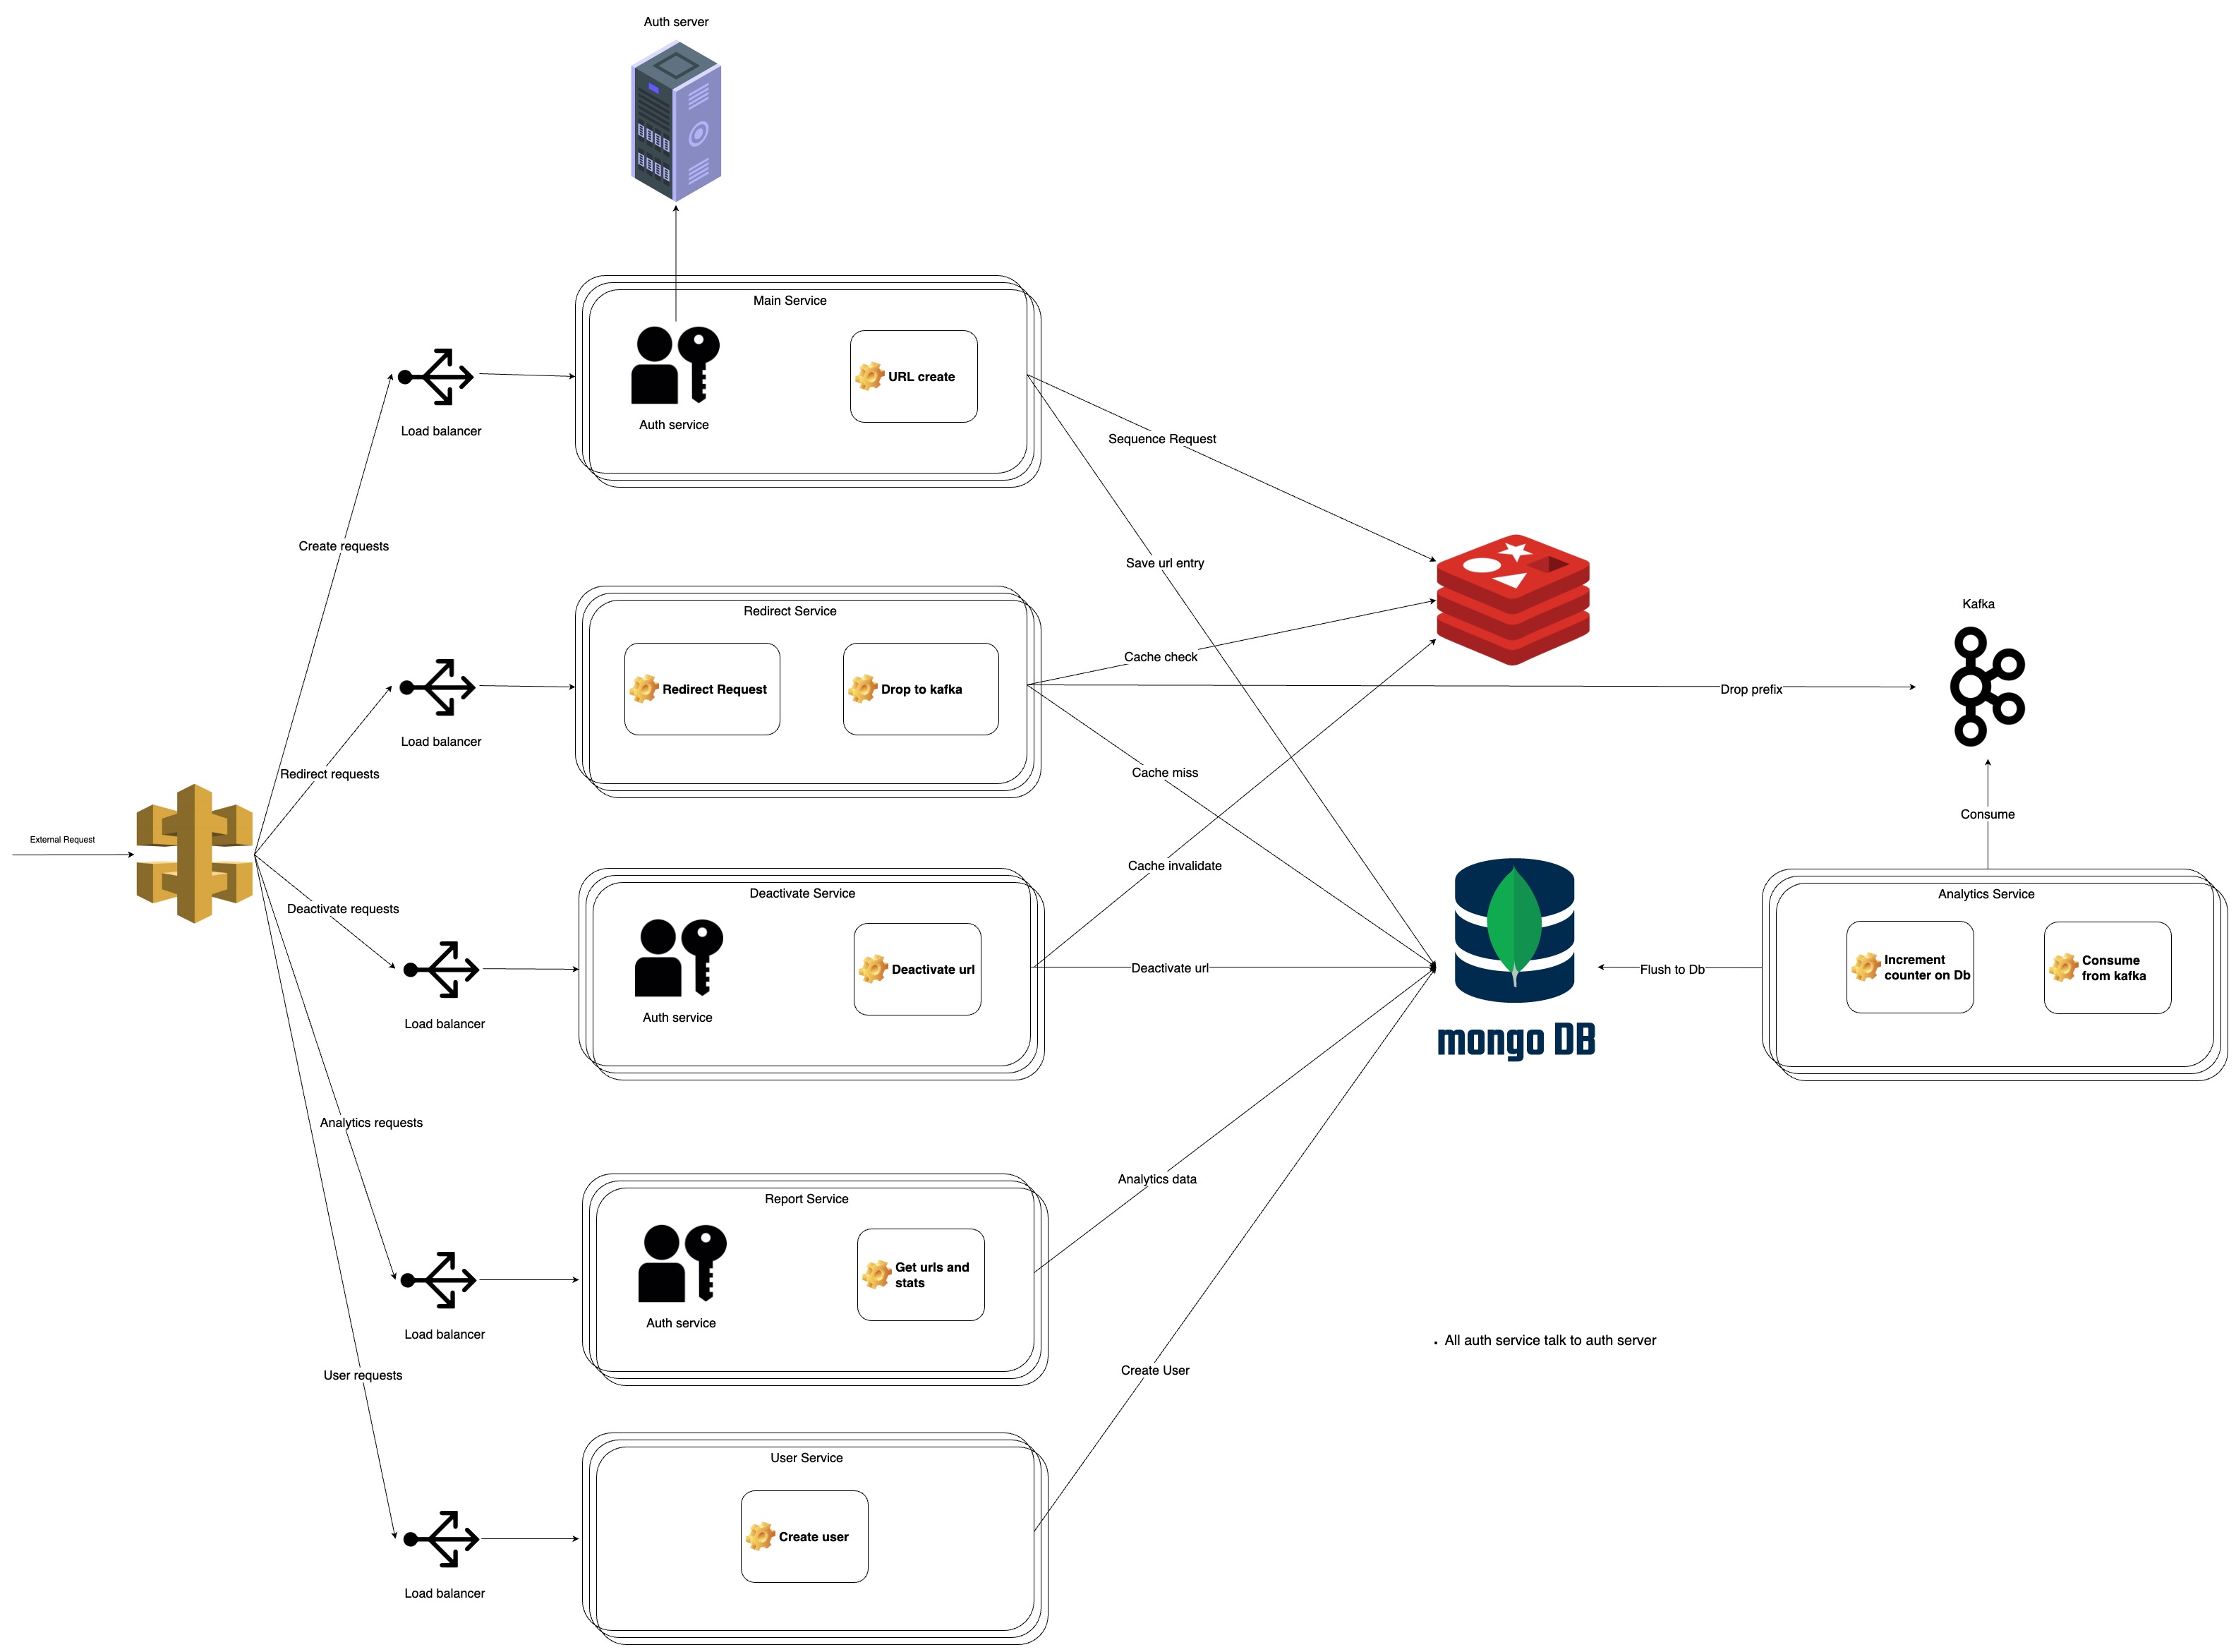 Auth server
Main Service
URL create
Auth service
Load balancer
Sequence Request
Create requests
Save url entry
Kafka
Redirect Service
Redirect Request
Drop to kafka
Cache check
Drop prefix
Load balancer
Redirect requests
Cache miss
Consume
External Request
Cache invalidate
Deactivate Service
Analytics Service
Deactivate requests
Deactivate url
Increment
counter on Db
Consume
from kafka
Deactivate url
Flush to Db
Auth service
Load balancer
mongo DB
Analytics requests
Analytics data
Report Service
Get urls and
stats
Auth service
Load balancer
All auth service talk to auth server
User requests
Create User
User Service
Create user
Load balancer